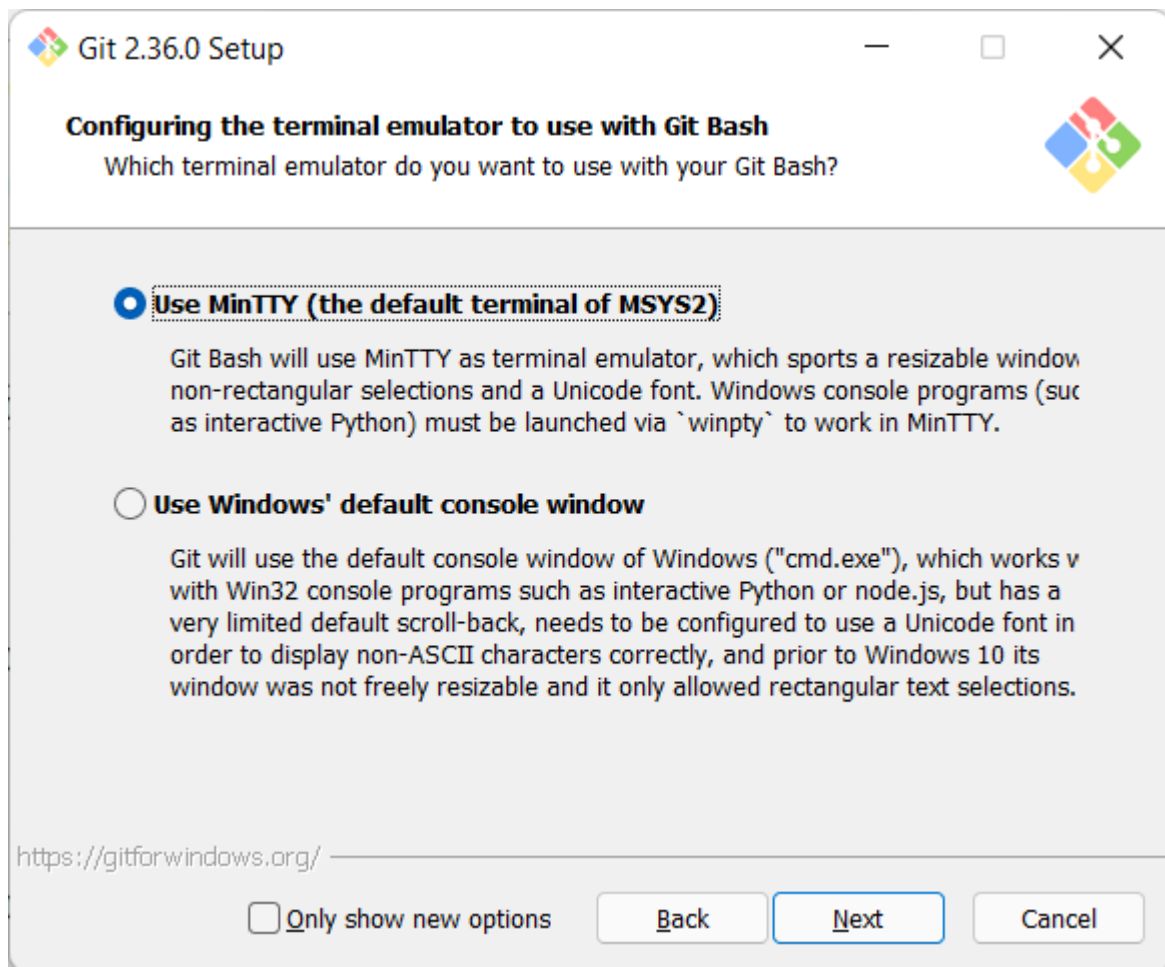 Git 2.36.0 Setup
Configuring the terminal emulator to use with Git Bash
Which terminal emulator do you want to use with your Git Bash?
Use MinTTY (the default terminal of MSYS2)
Git Bash will use MinTTY as terminal emulator, which sports a resizable window
non-rectangular selections and a Unicode font. Windows console programs (suc
as interactive Python) must be launched via `winpty` to work in MinTTY.
Use Windows' default console window
Git will use the default console window of Windows ("cmd.exe"), which works w
with Win32 console programs such as interactive Python or node.js, but has a
very limited default scroll-back, needs to be configured to use a Unicode font in
order to display non-ASCII characters correctly, and prior to Windows 10 its
window was not freely resizable and it only allowed rectangular text selections.
https://gitforwindows.org/
Only show new options
Back
Next
Cancel